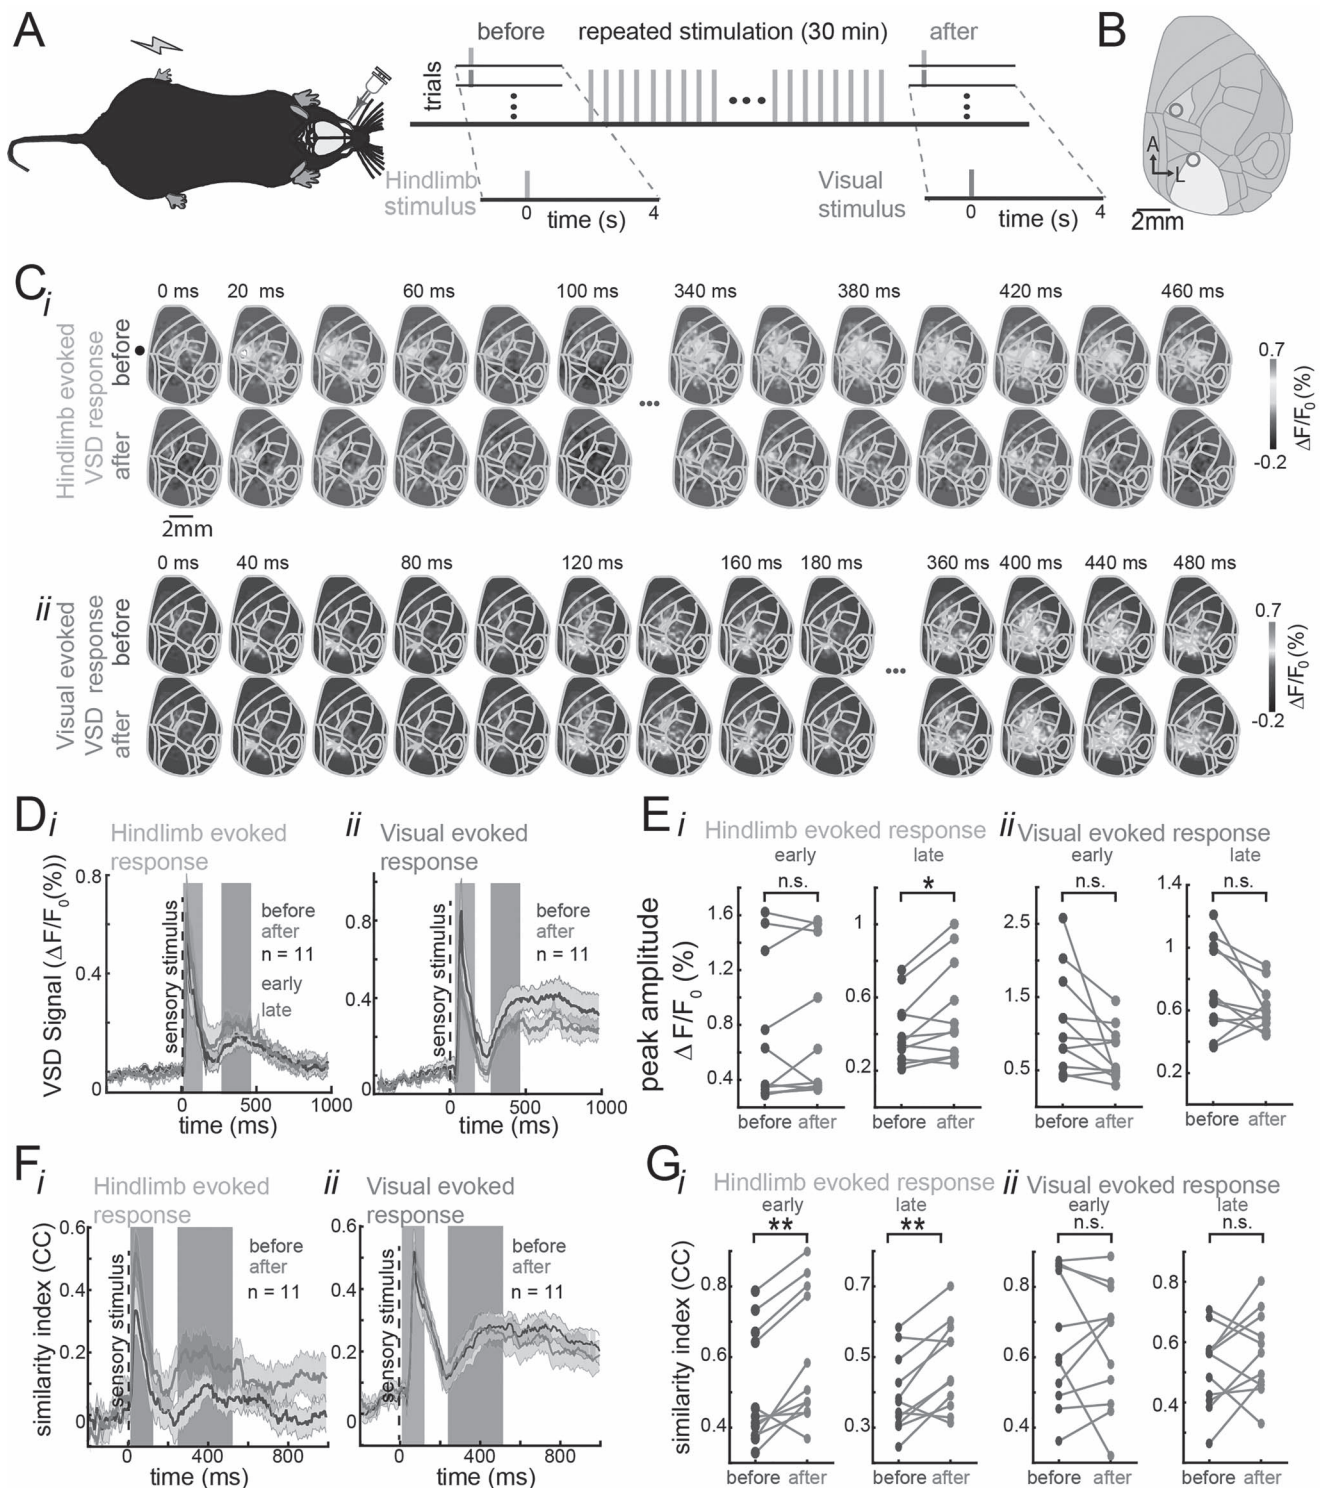 A
before
repeated stimulation (30 min)
after
B
trials
Hindlimb
stimulus
0
time (s)
4
Visual
stimulus
0
time (s)
4
A
L
2mm
C i
0 ms
20 ms
60 ms
100 ms
340 ms
380 ms
420 ms
460 ms
Hindlimb evoked
VSD response
before
after
0.7
-0.2
ΔF/F0 (%)
2mm
ii
0 ms
40 ms
80 ms
120 ms
160 ms
180 ms
360 ms
400 ms
440 ms
480 ms
Visual evoked
VSD response
before
after
0.7
-0.2
ΔF/F0 (%)
D i
Hindlimb evoked
response
VSD Signal (ΔF/F0(%))
0.8
0.4
0
sensory stimulus
before
after
n = 11
early
late
0
500
1000
time (ms)
ii
Visual evoked
response
0.8
0.4
0
sensory stimulus
before
after
n = 11
0
500
1000
time (ms)
E i
Hindlimb evoked response
early
late
n.s.
*
peak amplitude
ΔF/F0 (%)
1.6
1.2
0.8
0.4
before
after
1
0.6
0.2
before
after
ii
Visual evoked response
early
late
n.s.
n.s.
2.5
1.5
0.5
before
after
1.4
1
0.6
0.2
before
after
F i
Hindlimb evoked
response
similarity index (CC)
0.6
0.4
0.2
0
sensory stimulus
before
after
n = 11
0
400
800
time (ms)
ii
Visual evoked
response
0.6
0.4
0.2
0
sensory stimulus
before
after
n = 11
0
400
800
time (ms)
G i
Hindlimb evoked response
early
late
**
**
similarity index (CC)
0.8
0.6
0.4
before
after
0.7
0.5
0.3
before
after
ii
Visual evoked response
early
late
n.s.
n.s.
0.8
0.6
0.4
before
after
0.8
0.6
0.4
before
after